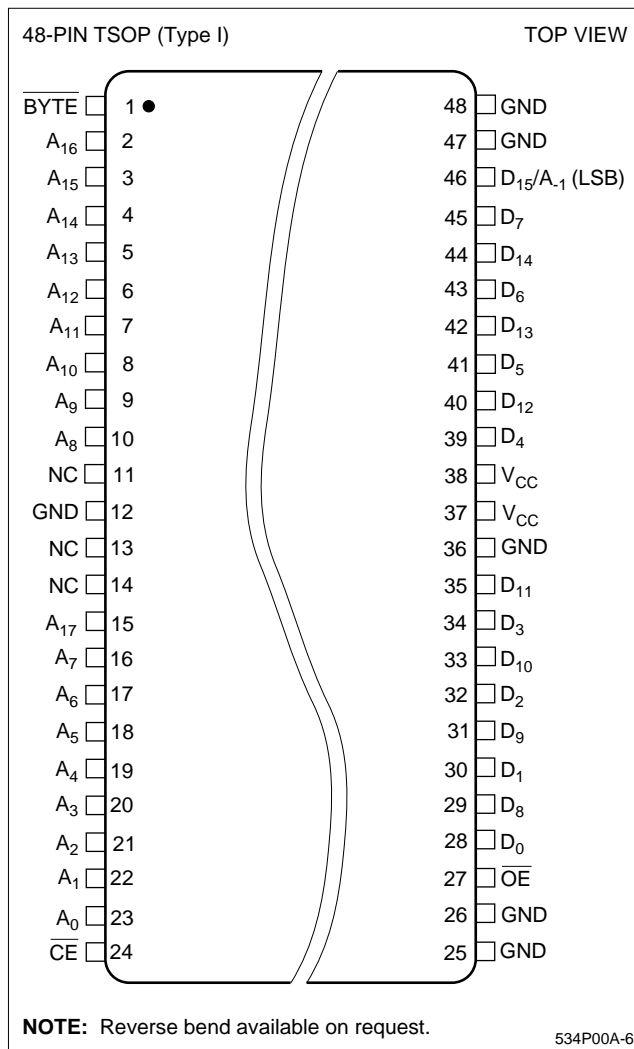 48-PIN TSOP (Type I) TOP VIEW
BYTE 1 48 GND
A16 2 47 GND
A15 3 46 D15/A-1 (LSB)
A14 4 45 D7
A13 5 44 D14
A12 6 43 D6
A11 7 42 D13
A10 8 41 D5
A9 9 40 D12
A8 10 39 D4
NC 11 38 VCC
GND 12 37 VCC
NC 13 36 GND
NC 14 35 D11
A17 15 34 D3
A7 16 33 D10
A6 17 32 D2
A5 18 31 D9
A4 19 30 D1
A3 20 29 D8
A2 21 28 D0
A1 22 27 OE
A0 23 26 GND
CE 24 25 GND
NOTE: Reverse bend available on request.
534P00A-6